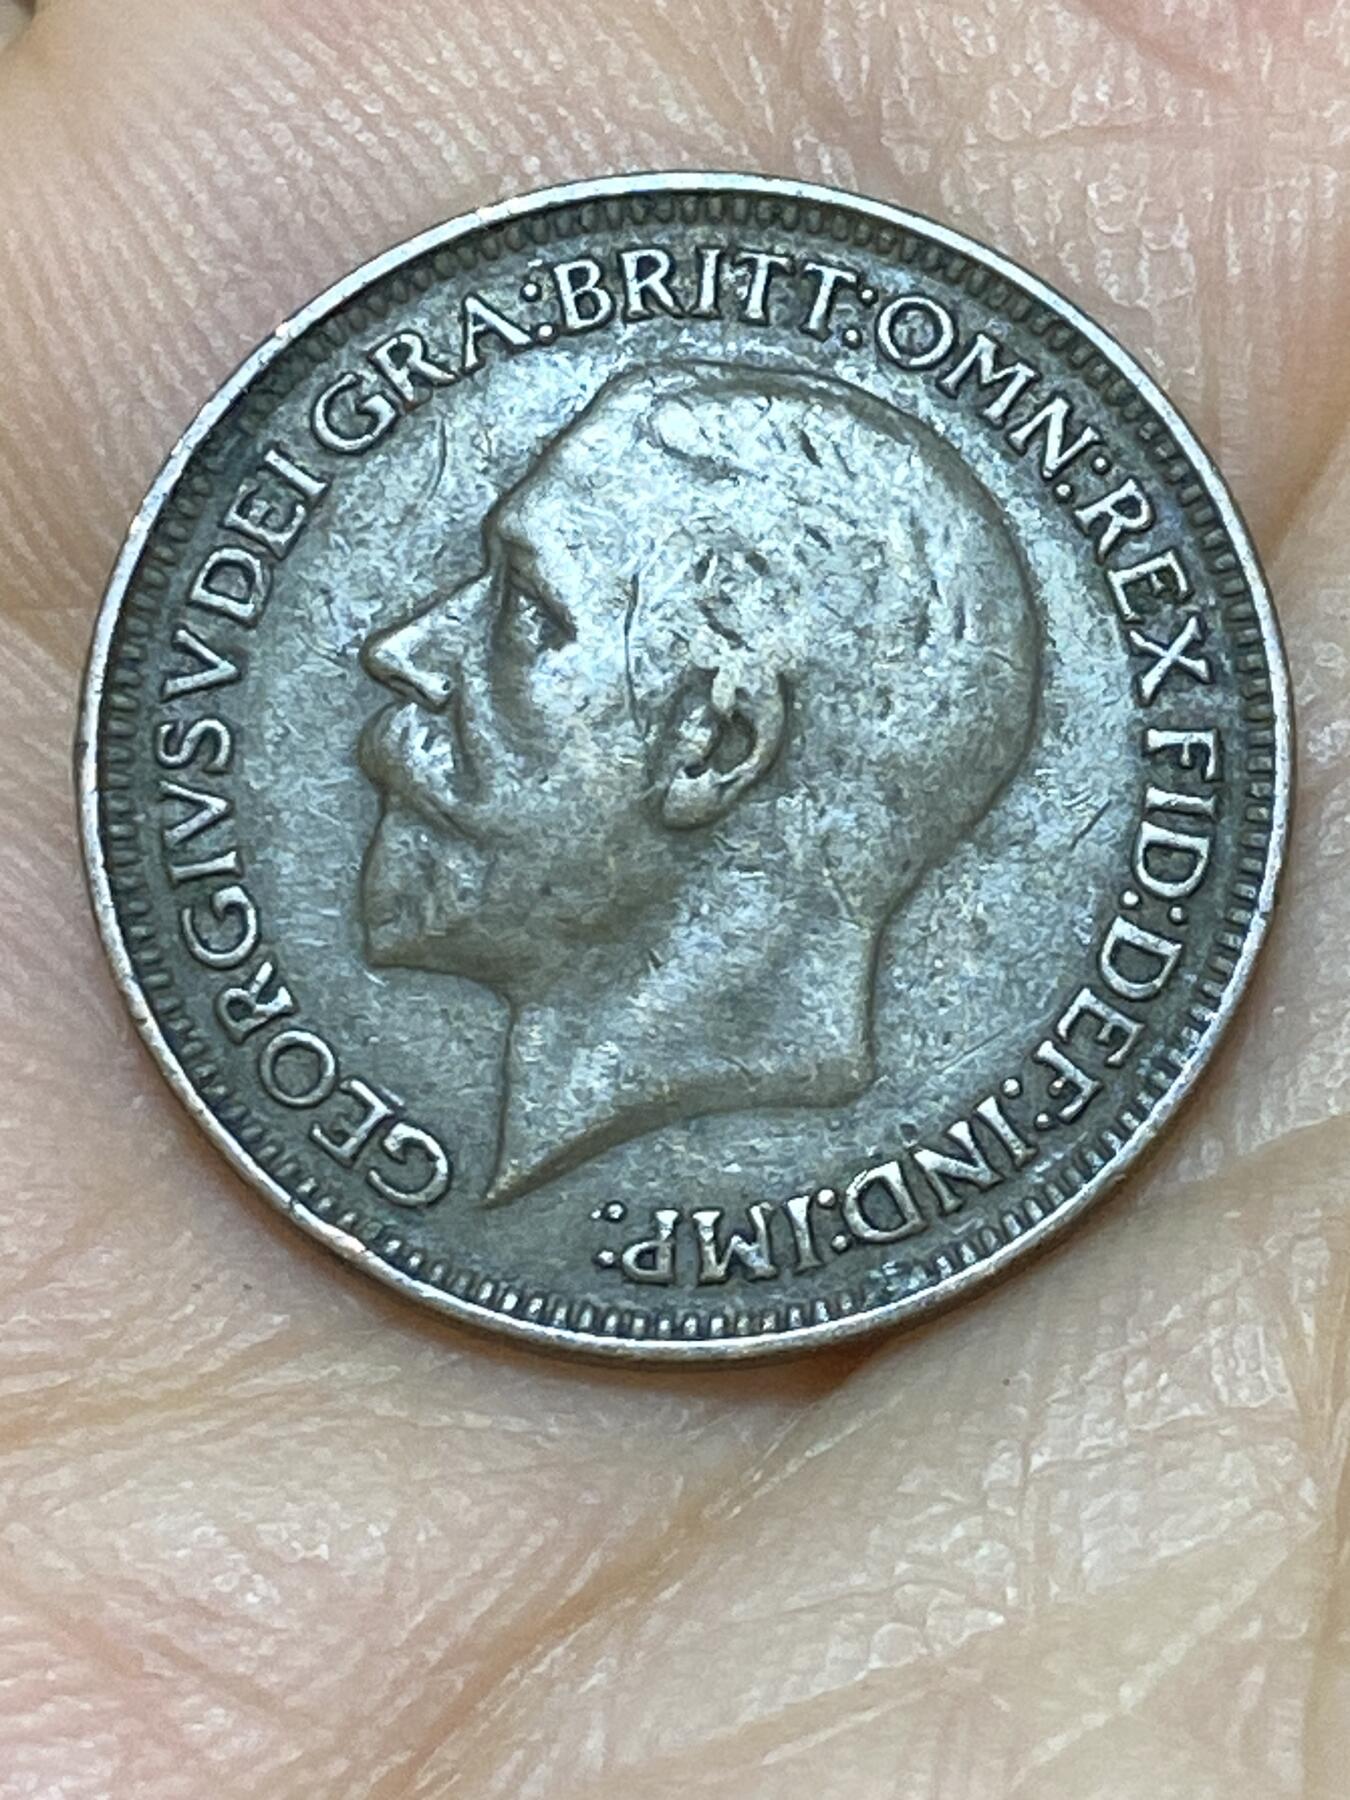 GEORGIVS V DEI GRA:BRITT:OMN:REX FID:DEF:IND:IMP: